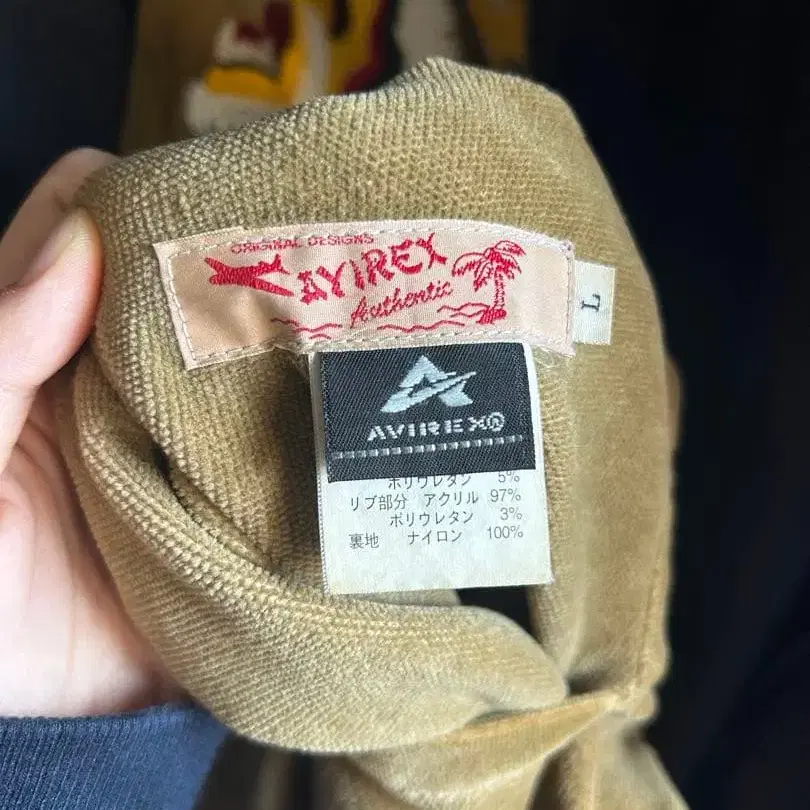 ORIGINAL DESIGNS
AVIREX
Authentic
L
AVIREX®
ポリウレタン 5%
リブ部分 アクリル 97%
ポリウレタン 3%
裏地 ナイロン 100%